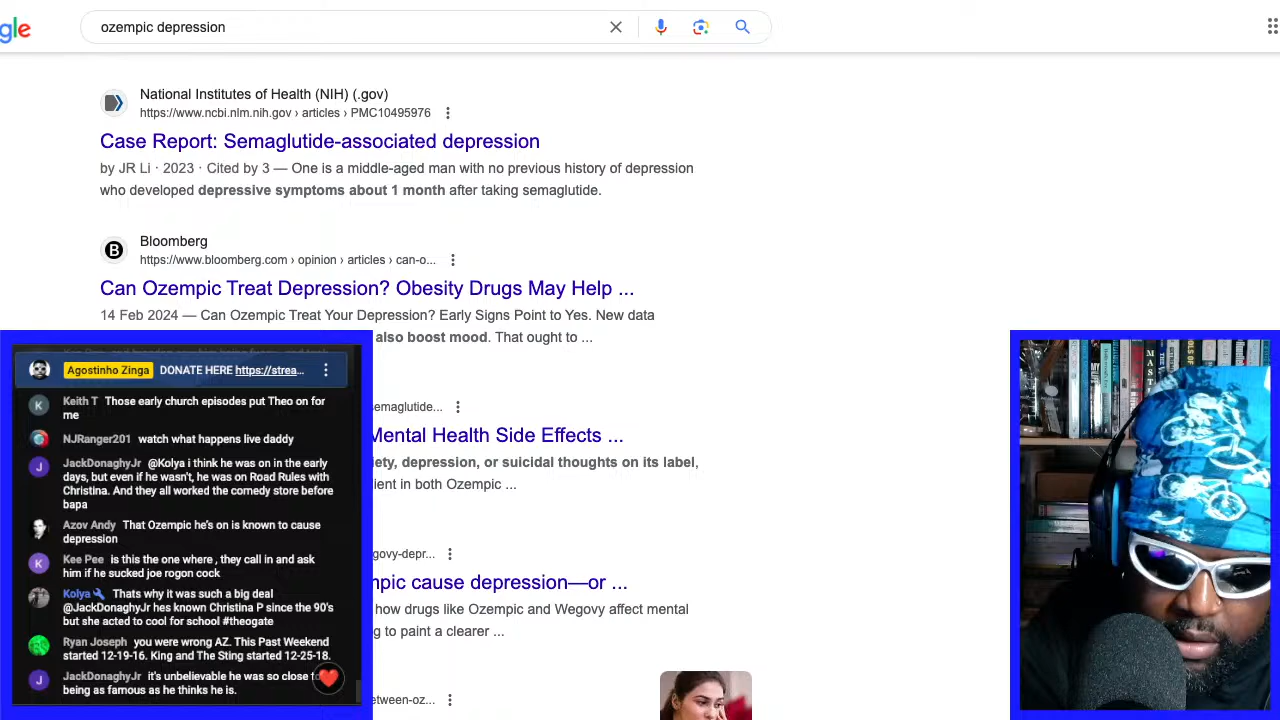 gle
ozempic depression
National Institutes of Health (NIH) (.gov)
https://www.ncbi.nlm.nih.gov › articles › PMC10495976
Case Report: Semaglutide-associated depression
by JR Li · 2023 · Cited by 3 — One is a middle-aged man with no previous history of depression
who developed depressive symptoms about 1 month after taking semaglutide.
B
Bloomberg
https://www.bloomberg.com › opinion › articles › can-o...
Can Ozempic Treat Depression? Obesity Drugs May Help ...
14 Feb 2024 — Can Ozempic Treat Your Depression? Early Signs Point to Yes. New data
also boost mood. That ought to ...
emaglutide...
Mental Health Side Effects ...
iety, depression, or suicidal thoughts on its label,
ient in both Ozempic ...
govy-depr...
mpic cause depression—or ...
how drugs like Ozempic and Wegovy affect mental
g to paint a clearer ...
etween-oz...
Agostinho Zinga DONATE HERE https://strea...
K
Keith T Those early church episodes put Theo on for
me
NJRanger201 watch what happens live daddy
J
JackDonaghyJr @Kolya i think he was on in the early
days, but even if he wasn't, he was on Road Rules with
Christina. And they all worked the comedy store before
bapa
Azov Andy That Ozempic he's on is known to cause
depression
K
Kee Pee is this the one where , they call in and ask
him if he sucked joe rogon cock
Kolya Thats why it was such a big deal
@JackDonaghyJr hes known Christina P since the 90's
but she acted to cool for school #theogate
Ryan Joseph you were wrong AZ. This Past Weekend
started 12-19-16. King and The Sting started 12-25-18.
J
JackDonaghyJr it's unbelievable he was so close to
being as famous as he thinks he is.